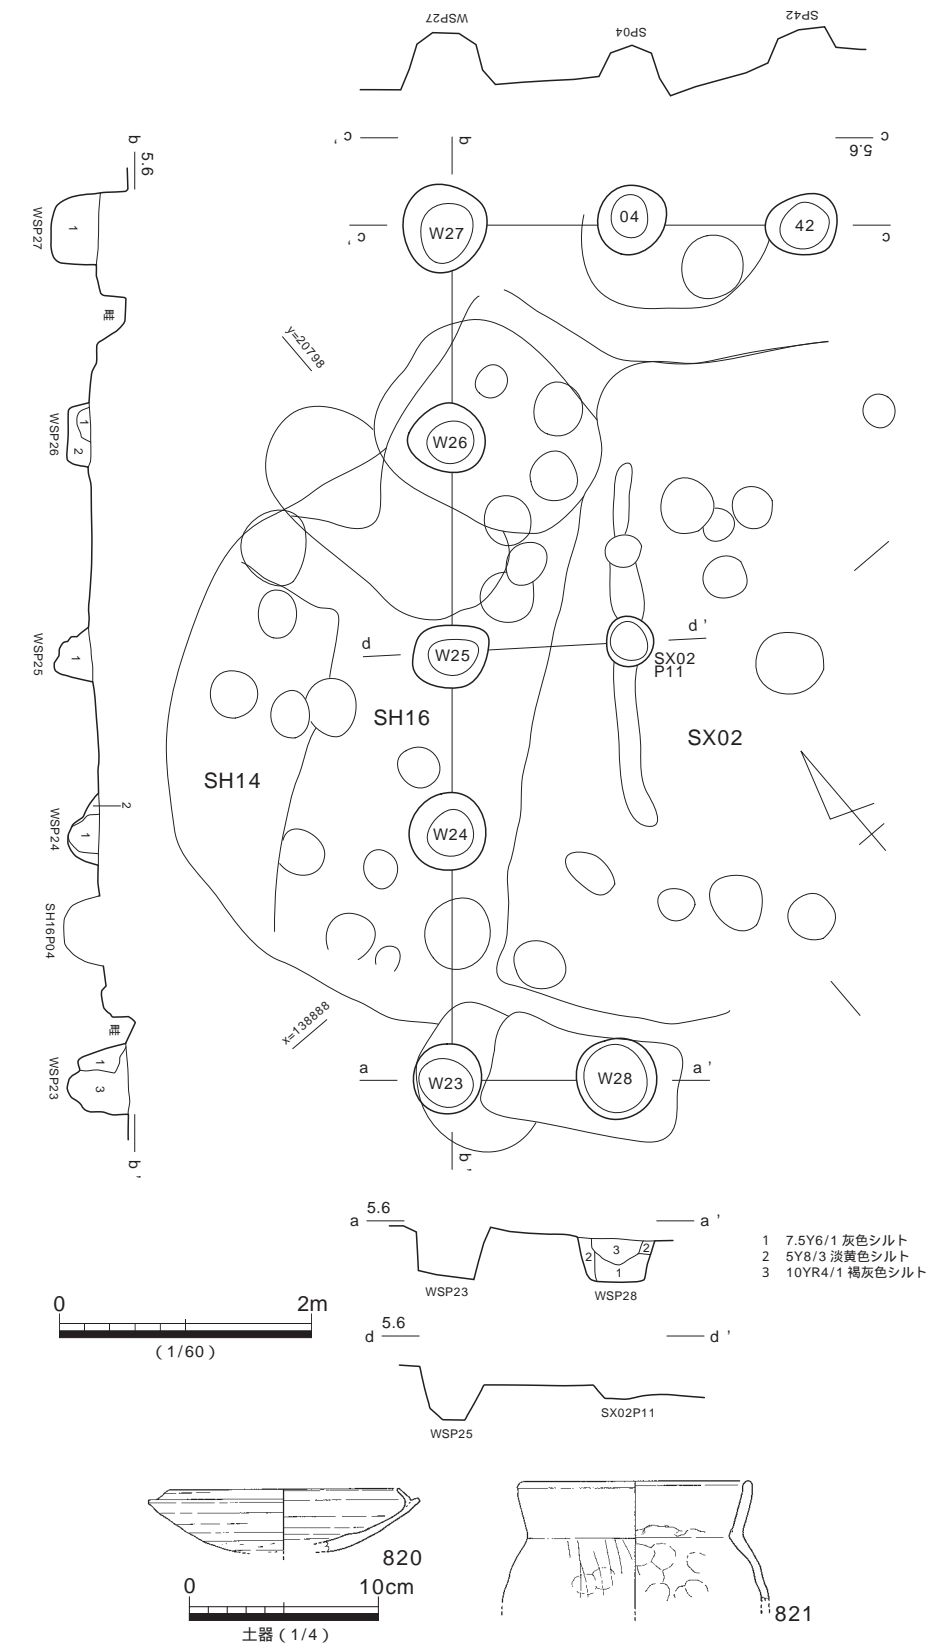 WSP27
SP04
SP42
c '
c
5.6
b
5.6
b
WSP27
1
畦
W27
04
42
c '
c
y=20798
WSP26
1
2
W26
WSP25
1
d
d '
W25
SX02
P11
SH16
SX02
SH14
WSP24
2
1
W24
SH16P04
畦
x=138888
WSP23
1
3
a
W23
W28
a '
b '
b '
a
5.6
a '
2
3
2
1
WSP23
WSP28
1 7.5Y6/1 灰色シルト
2 5Y8/3 淡黄色シルト
3 10YR4/1 褐灰色シルト
0
2m
(1/60)
d
5.6
d '
WSP25
SX02P11
820
0
10cm
土器(1/4)
821